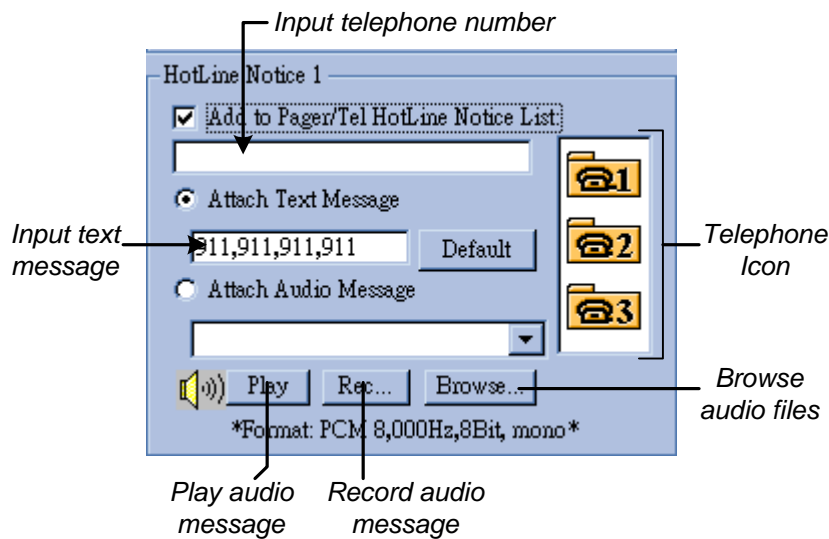 Input telephone number
HotLine Notice 1
Add to Pager/Tel HotLine Notice List:
1
Attach Text Message
Input text
message
911,911,911,911
Default
2
Telephone
Icon
Attach Audio Message
3
Play
Rec...
Browse...
Browse
audio files
*Format: PCM 8,000Hz,8Bit, mono*
Play audio
message
Record audio
message